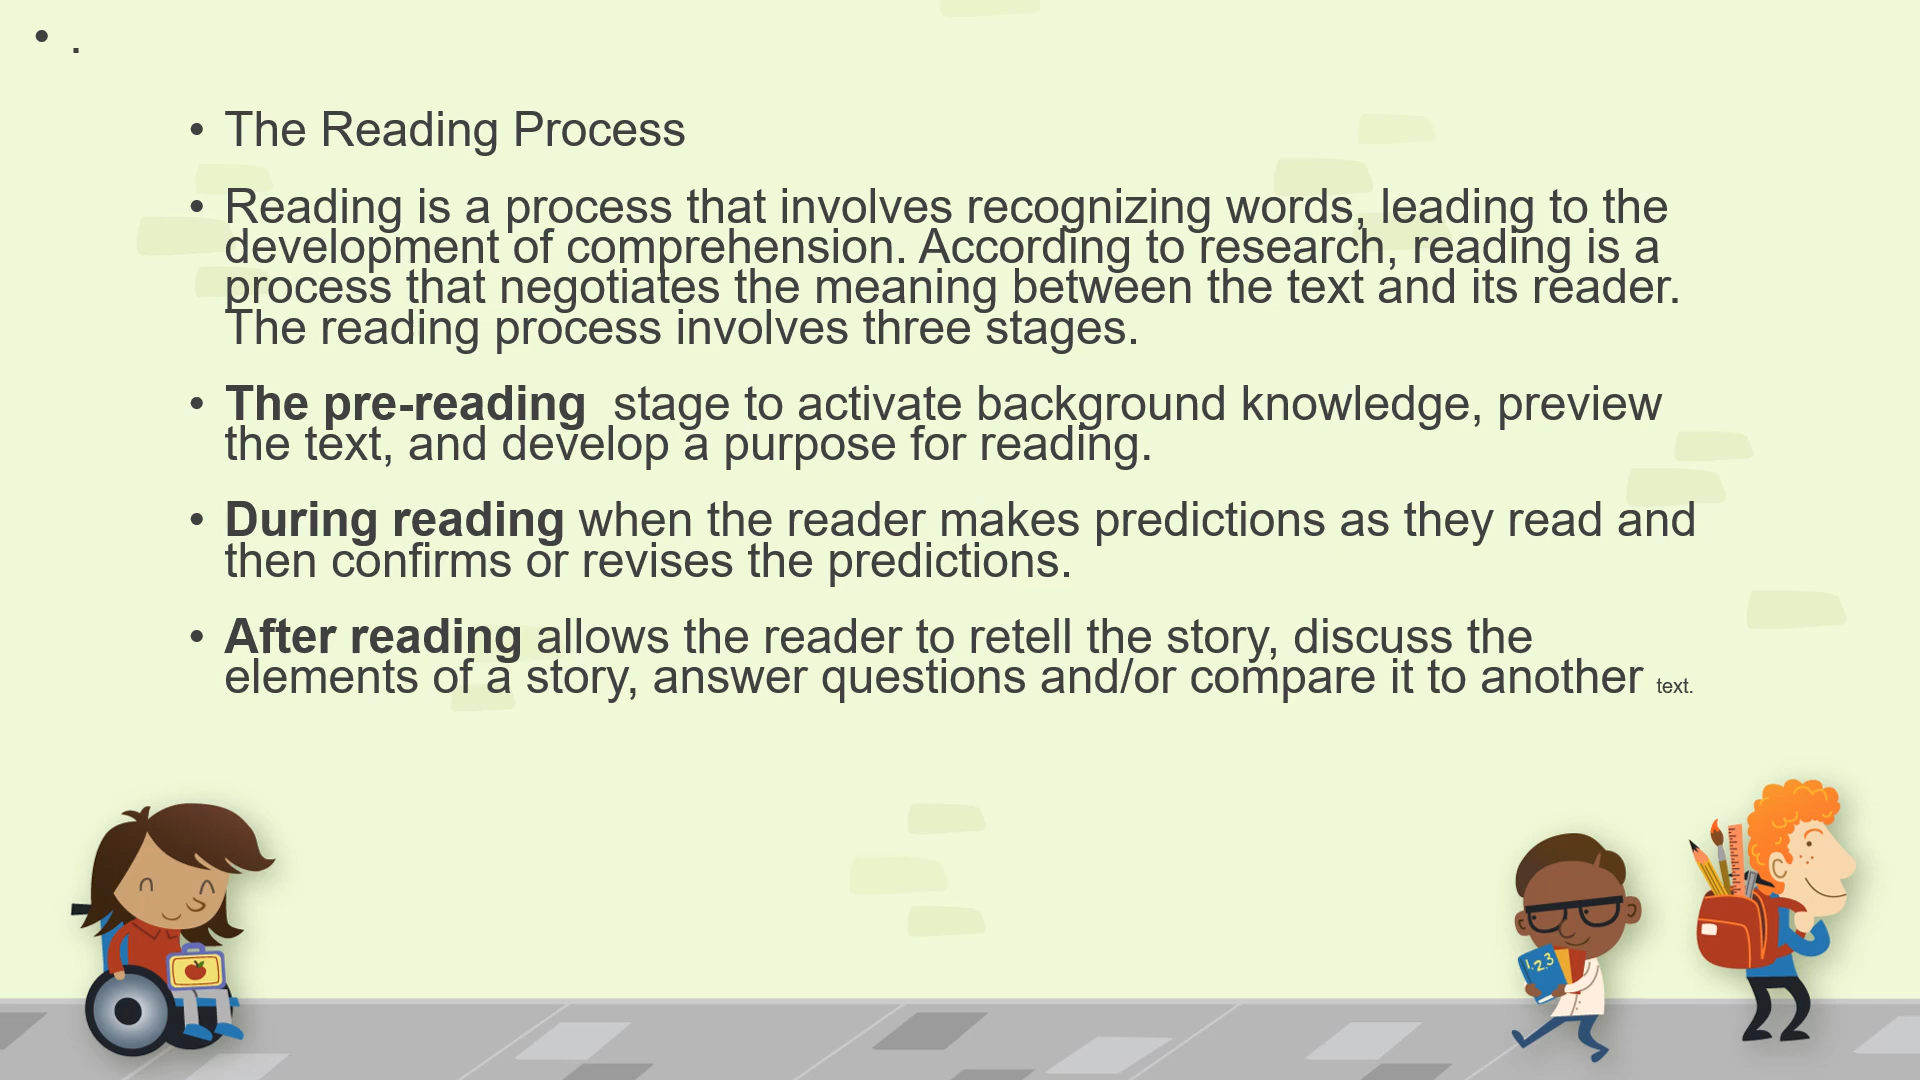 • .
• The Reading Process
• Reading is a process that involves recognizing words, leading to the
development of comprehension. According to research, reading is a
process that negotiates the meaning between the text and its reader.
The reading process involves three stages.
• The pre-reading  stage to activate background knowledge, preview
the text, and develop a purpose for reading.
• During reading when the reader makes predictions as they read and
then confirms or revises the predictions.
• After reading allows the reader to retell the story, discuss the
elements of a story, answer questions and/or compare it to another text.
1,2,3